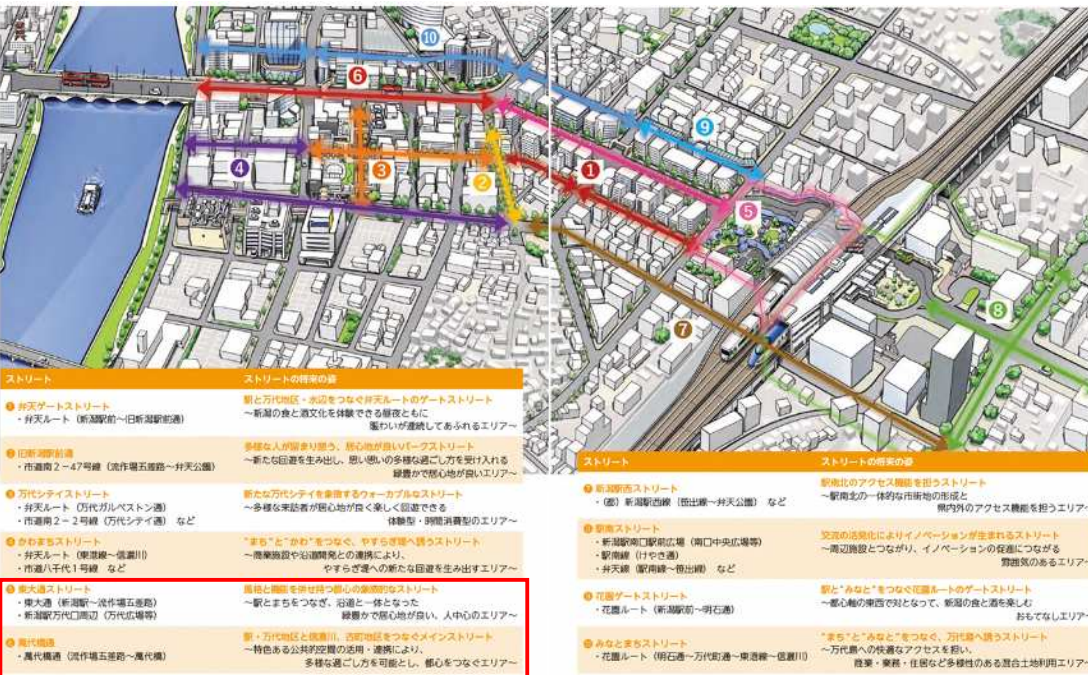 ⑩
⑥
⑨
④
③
②
①
⑤
⑦
⑧
ストリート
ストリートの将来の姿
❶ 弁天ゲートストリート
・弁天ルート（新潟駅前～旧新潟駅前通）
駅と万代地区・水辺をつなぐ弁天ルートのゲートストリート
～新潟の食と酒文化を体験できる昼夜ともに
賑わいが連続してあふれるエリア～
❷ 旧新潟駅前通
・市道南２－47号線（流作場五差路～弁天公園）
多様な人が留まり憩う、居心地が良いパークストリート
～新たな回遊を生み出し、思い思いの多様な過ごし方を受け入れる
緑豊かで居心地が良いエリア～
❸ 万代シテイストリート
・弁天ルート（万代ガルベストン通）
・市道南２－２号線（万代シテイ通） など
新たな万代シテイを象徴するウォーカブルなストリート
～多様な来訪者が居心地が良く楽しく回遊できる
体験型・時間消費型のエリア～
❹ かわまちストリート
・弁天ルート（東港線～信濃川）
・市道八千代１号線 など
"まち"と"かわ"をつなぐ、やすらぎ堤へ誘うストリート
～商業施設や沿道開発との連携により、
やすらぎ堤への新たな回遊を生み出すエリア～
❺ 東大通ストリート
・東大通（新潟駅～流作場五差路）
・新潟駅万代口周辺（万代広場等）
風格と機能を併せ持つ都心の象徴的なストリート
～駅とまちをつなぎ、沿道と一体となった
緑豊かで居心地が良い、人中心のエリア～
❻ 萬代橋通
・萬代橋通（流作場五差路～萬代橋）
駅・万代地区と信濃川、古町地区をつなぐメインストリート
～特色ある公共的空間の活用・連携により、
多様な過ごし方を可能とし、都心をつなぐエリア～
ストリート
ストリートの将来の姿
❼ 新潟駅西ストリート
・（都）新潟駅西線（笹出線～弁天公園） など
駅南北のアクセス機能を担うストリート
～駅南北の一体的な市街地の形成と
県内外のアクセス機能を担うエリア～
❽ 駅南ストリート
・新潟駅南口駅前広場（南口中央広場等）
・駅南線（けやき通）
・弁天線（駅南線～笹出線） など
交流の活発化によりイノベーションが生まれるストリート
～周辺施設とつながり、イノベーションの促進につながる
雰囲気のあるエリア～
❾ 花園ゲートストリート
・花園ルート（新潟駅前～明石通）
駅と"みなと"をつなぐ花園ルートのゲートストリート
～都心軸の東西で対となって、新潟の食と酒を楽しむ
おもてなしエリア～
❿ みなとまちストリート
・花園ルート（明石通～万代町通～東港線～信濃川）
"まち"と"みなと"をつなぐ、万代島へ誘うストリート
～万代島への快適なアクセスを担い、
商業・業務・住居など多様性のある混合土地利用エリア～